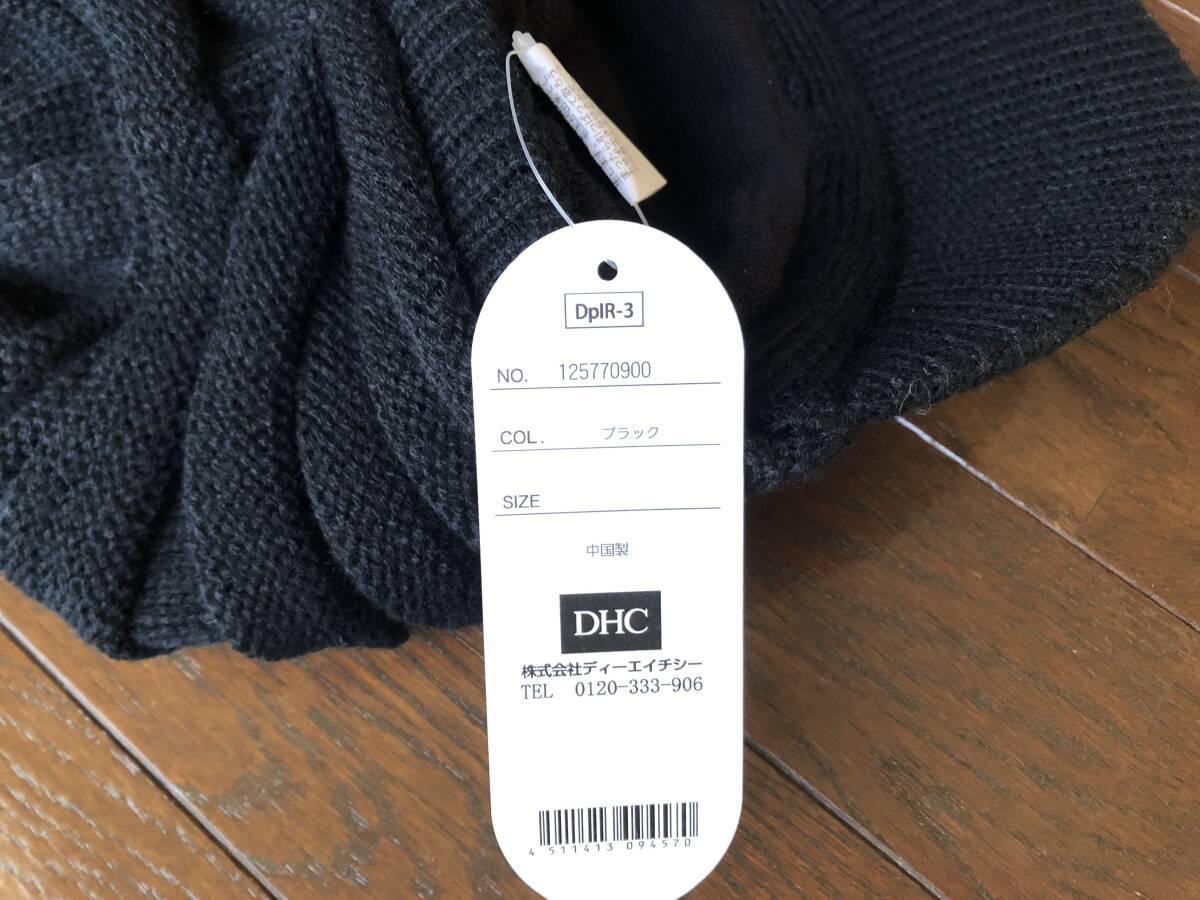 DpIR-3
NO. 125770900
COL. ブラック
SIZE
中国製
DHC
株式会社ディーエイチシー
TEL 0120-333-906
4 511413 094570